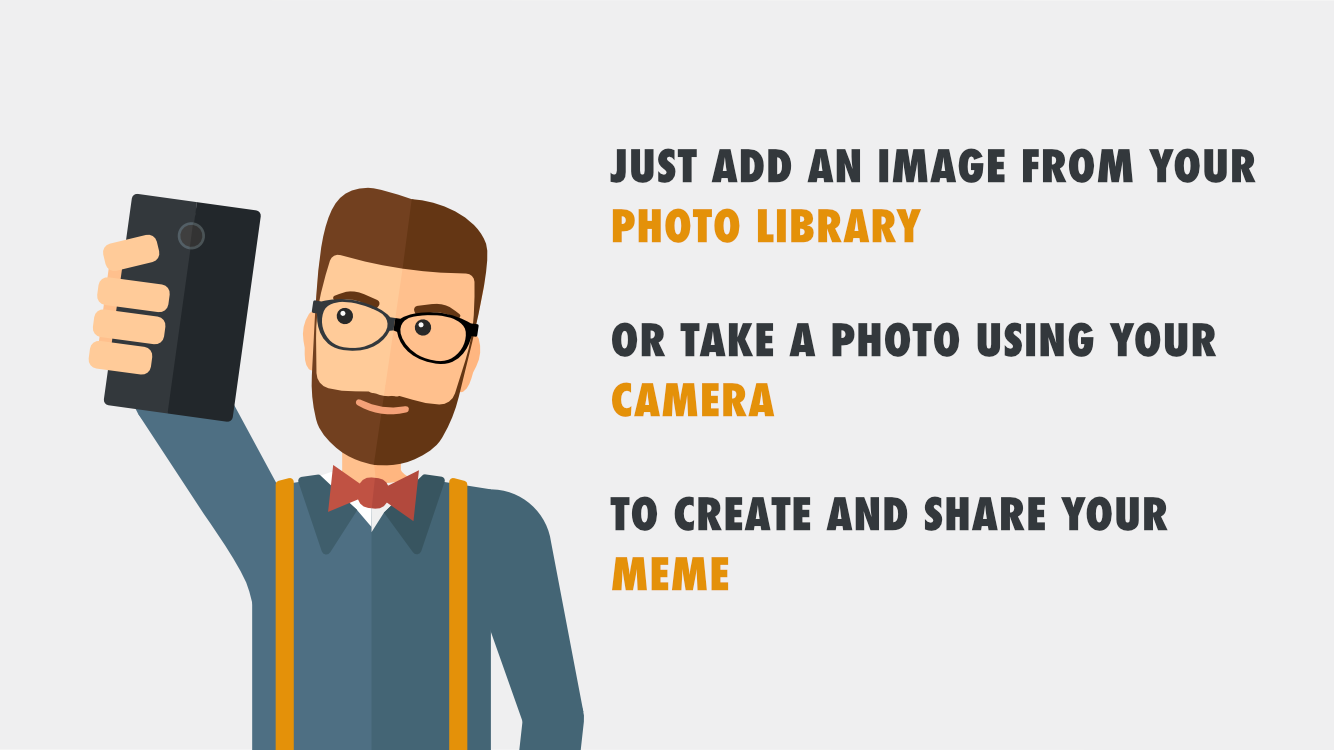 JUST ADD AN IMAGE FROM YOUR
PHOTO LIBRARY
OR TAKE A PHOTO USING YOUR
CAMERA
TO CREATE AND SHARE YOUR
MEME